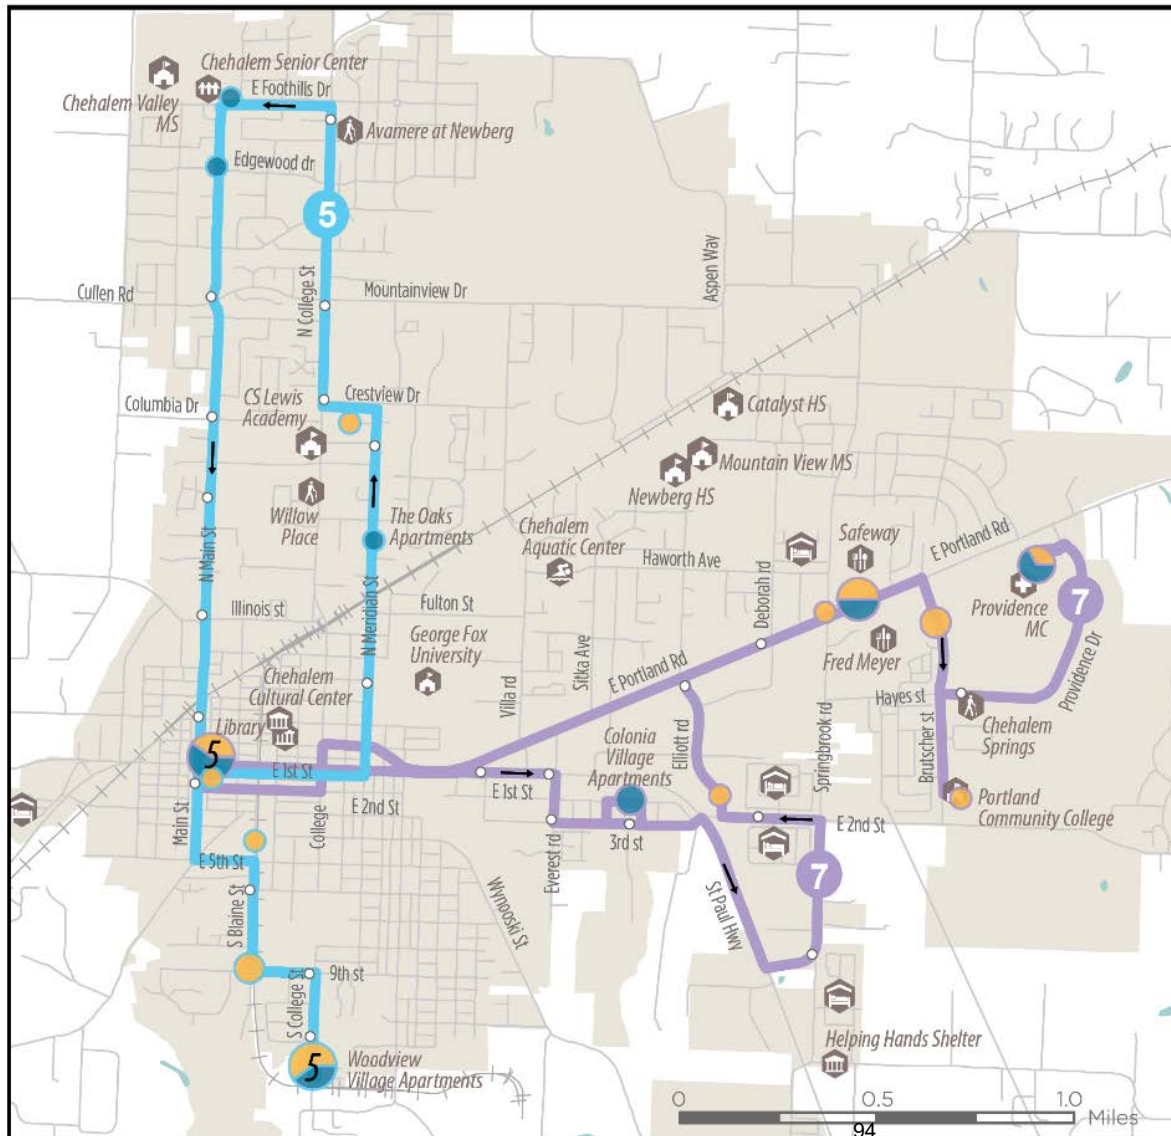 Chehalem Senior Center
E Foothills Dr
Chehalem Valley
MS
Avamere at Newberg
Edgewood dr
5
N College St
Aspen Way
Cullen Rd
Mountainview Dr
CS Lewis
Academy
Crestview Dr
Columbia Dr
Catalyst HS
Mountain View MS
Newberg HS
Willow
Place
The Oaks
Apartments
Chehalem
Aquatic Center
Safeway
E Portland Rd
Haworth Ave
N Main St
N Meridian St
Deborah rd
Illinois st
Fulton St
George Fox
University
Providence
MC
7
Providence Dr
Chehalem
Cultural Center
Villa rd
Sitka Ave
E Portland Rd
Fred Meyer
Hayes st
Library
5
E 1st St
E 1st St
Colonia
Village
Apartments
Elliott rd
Springbrook rd
Brutscher st
Chehalem
Springs
Main St
College
E 2nd St
E 2nd St
Portland
Community College
E 5th St
Everest rd
3rd st
7
S Blaine St
Wynooski St
St Paul Hwy
9th st
S College St
5
Woodview
Village Apartments
Helping Hands Shelter
0 0.5 1.0
Miles
94